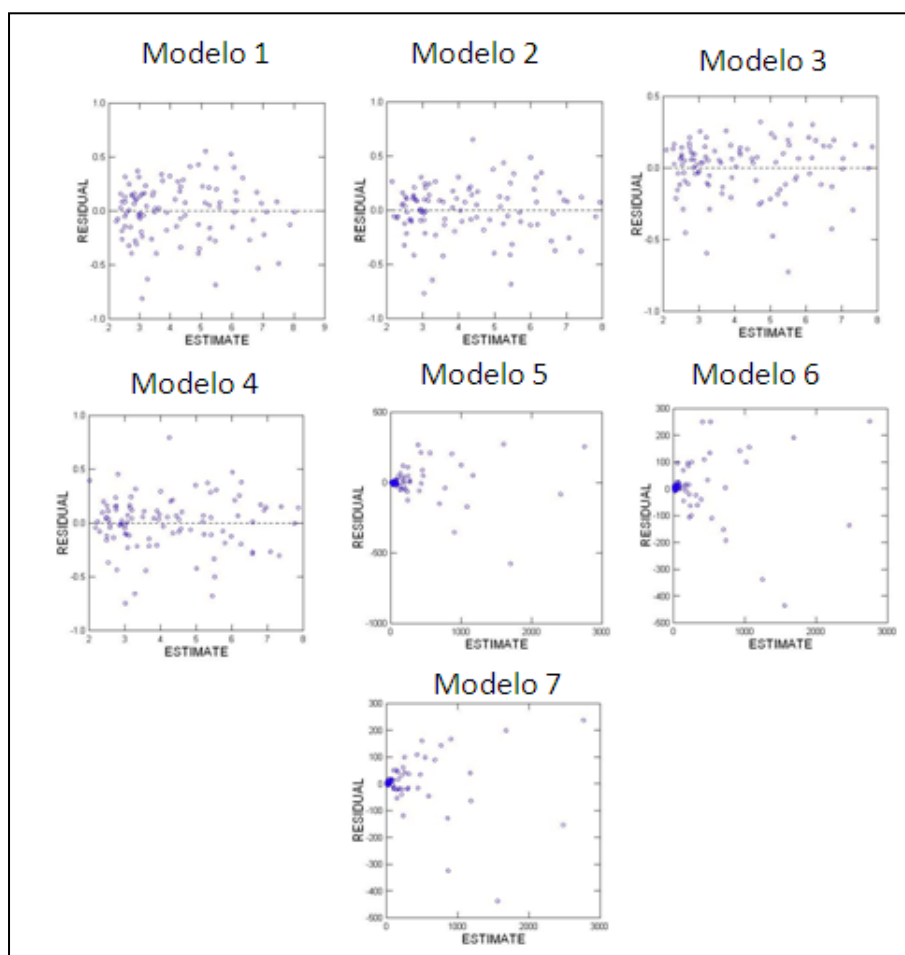 Modelo 1
Modelo 2
Modelo 3
1.0
0.5
0.0
-0.5
-1.0
RESIDUAL
2 3 4 5 6 7 8 9
ESTIMATE
1.0
0.5
0.0
-0.5
-1.0
RESIDUAL
2 3 4 5 6 7 8
ESTIMATE
0.5
0.0
-0.5
-1.0
RESIDUAL
2 3 4 5 6 7 8
ESTIMATE
Modelo 4
Modelo 5
Modelo 6
1.0
0.5
0.0
-0.5
-1.0
RESIDUAL
2 3 4 5 6 7 8
ESTIMATE
500
0
-500
-1000
RESIDUAL
0 1000 2000 3000
ESTIMATE
300
200
100
0
-100
-200
-300
-400
-500
RESIDUAL
0 1000 2000 3000
ESTIMATE
Modelo 7
300
200
100
0
-100
-200
-300
-400
-500
RESIDUAL
0 1000 2000 3000
ESTIMATE